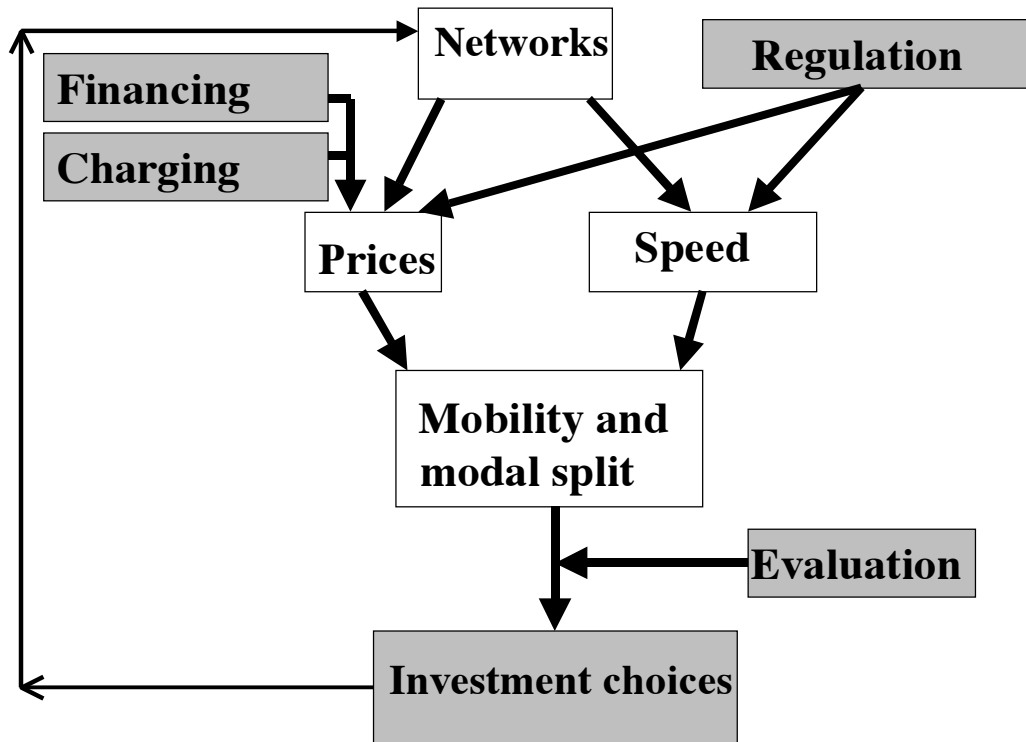 Networks
Regulation
Financing
Charging
Prices
Speed
Mobility and
modal split
Evaluation
Investment choices